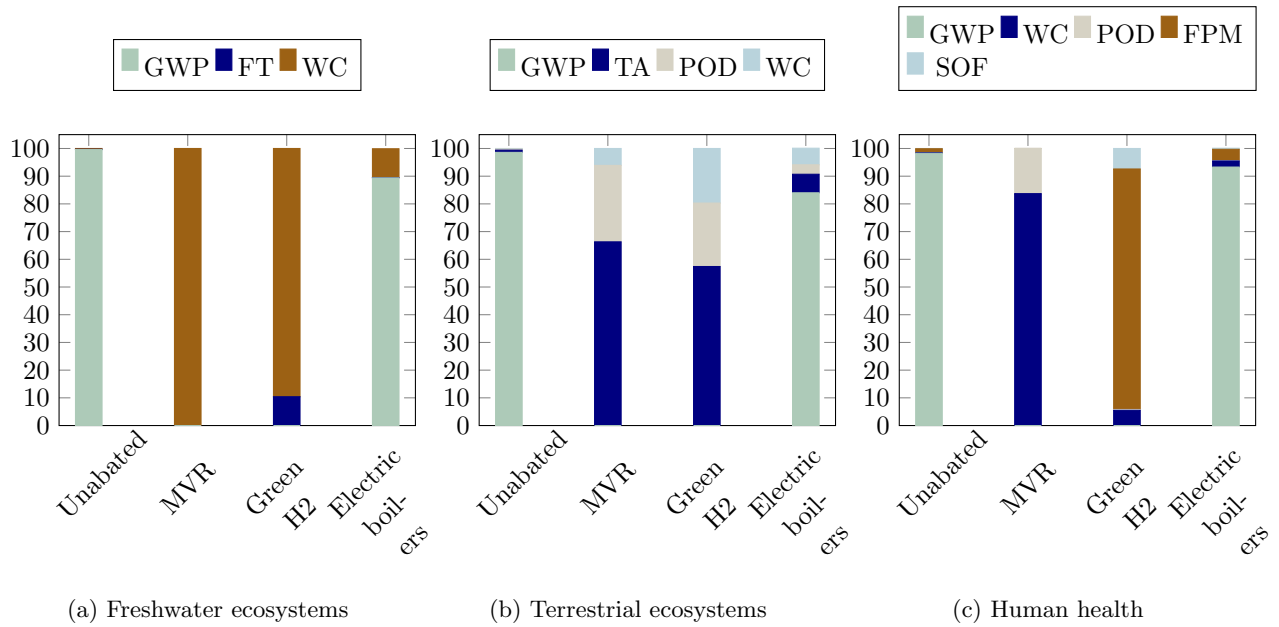 GWP FT WC
100
90
80
70
60
50
40
30
20
10
0
Unabated
MVR
Green
H2
Electric
boil-
ers
(a) Freshwater ecosystems
GWP TA POD WC
100
90
80
70
60
50
40
30
20
10
0
Unabated
MVR
Green
H2
Electric
boil-
ers
(b) Terrestrial ecosystems
GWP WC POD FPM
SOF
100
90
80
70
60
50
40
30
20
10
0
Unabated
MVR
Green
H2
Electric
boil-
ers
(c) Human health